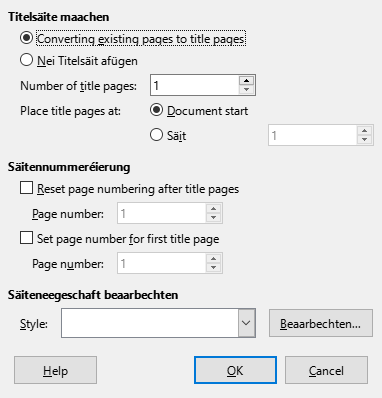 Titelsäite maachen
Converting existing pages to title pages
Nei Titelsäit afügen
Number of title pages: 1
Place title pages at: Document start
Säit 1
Säitennummeréierung
Reset page numbering after title pages
Page number: 1
Set page number for first title page
Page number: 1
Säiteneegeschaft beaarbechten
Style: Beaarbechten...
Help OK Cancel